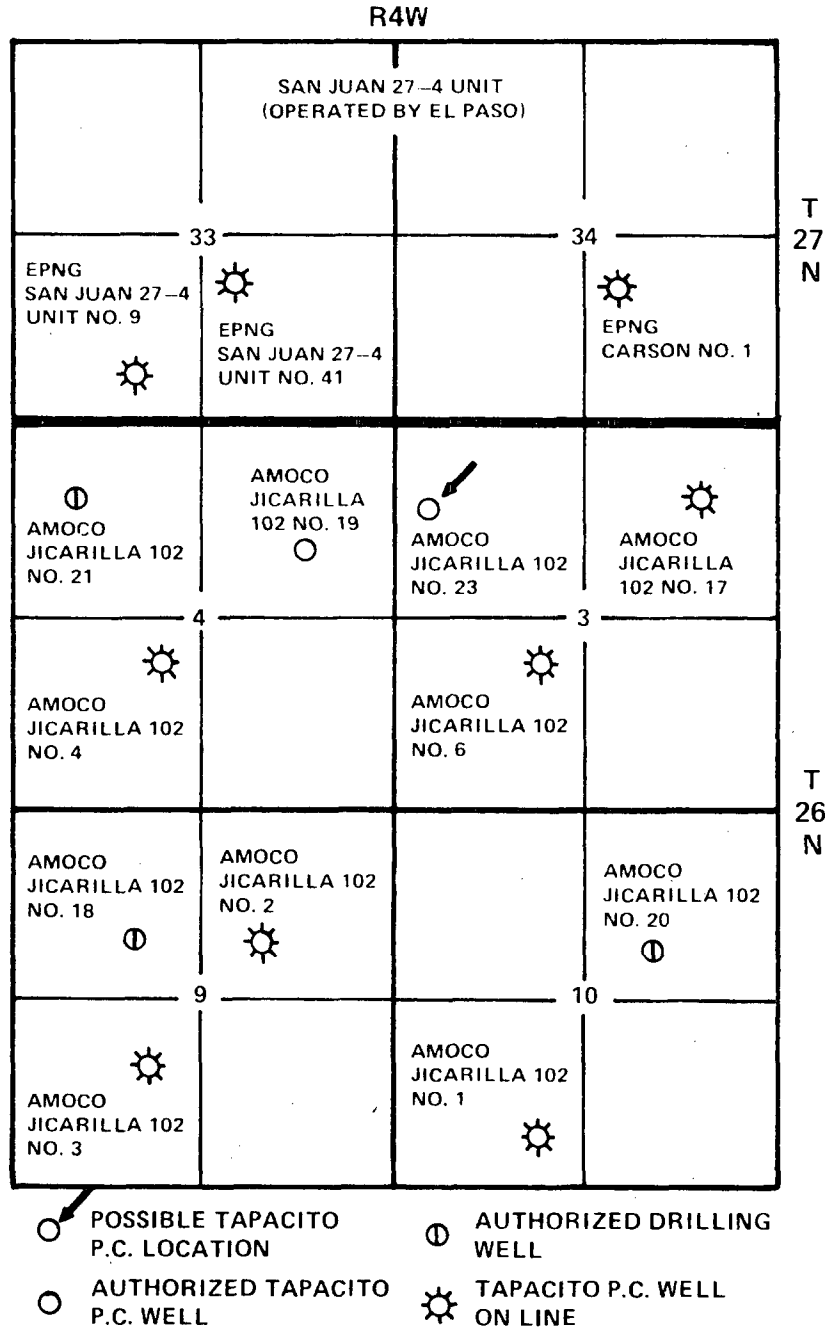 R4W
SAN JUAN 27-4 UNIT
(OPERATED BY EL PASO)
T
27
N
33
34
EPNG
SAN JUAN 27-4
UNIT NO. 9
EPNG
SAN JUAN 27-4
UNIT NO. 41
EPNG
CARSON NO. 1
AMOCO
JICARILLA 102
NO. 21
AMOCO
JICARILLA
102 NO. 19
AMOCO
JICARILLA 102
NO. 23
AMOCO
JICARILLA
102 NO. 17
4
3
AMOCO
JICARILLA 102
NO. 4
AMOCO
JICARILLA 102
NO. 6
T
26
N
AMOCO
JICARILLA 102
NO. 18
AMOCO
JICARILLA 102
NO. 2
AMOCO
JICARILLA 102
NO. 20
9
10
AMOCO
JICARILLA 102
NO. 3
AMOCO
JICARILLA 102
NO. 1
POSSIBLE TAPACITO
P.C. LOCATION
AUTHORIZED DRILLING
WELL
AUTHORIZED TAPACITO
P.C. WELL
TAPACITO P.C. WELL
ON LINE